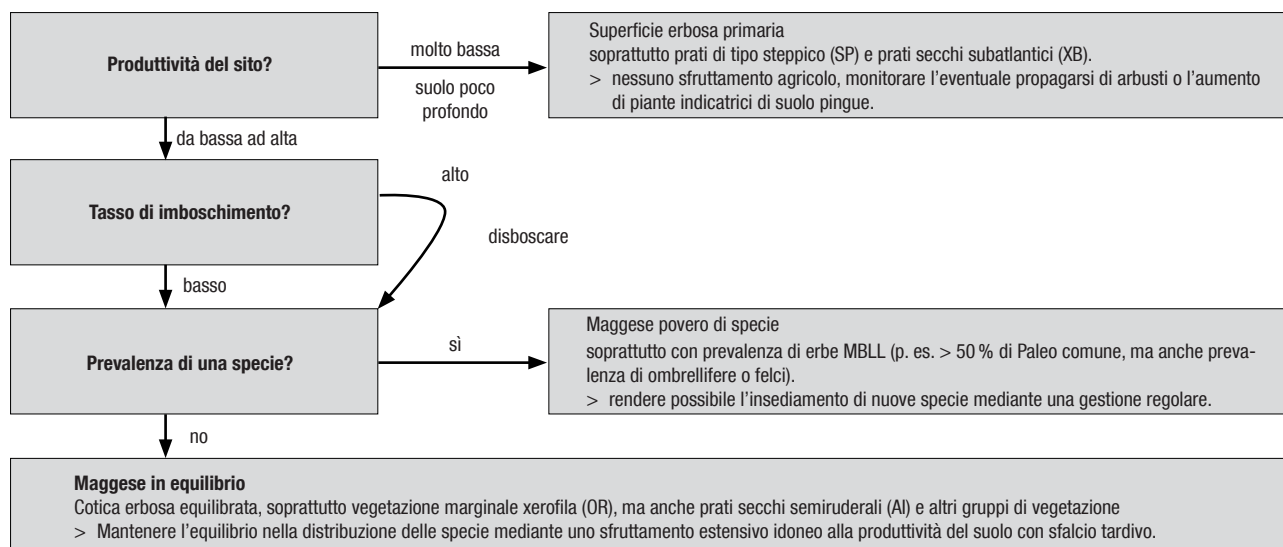 Produttività del sito?
molto bassa
suolo poco
profondo
Superficie erbosa primaria
soprattutto prati di tipo steppico (SP) e prati secchi subatlantici (XB).
> nessuno sfruttamento agricolo, monitorare l'eventuale propagarsi di arbusti o l'aumento
di piante indicatrici di suolo pingue.
da bassa ad alta
Tasso di imboschimento?
alto
disboscare
basso
Prevalenza di una specie?
sì
Maggese povero di specie
soprattutto con prevalenza di erbe MBLL (p. es. > 50 % di Paleo comune, ma anche preva-
lenza di ombrellifere o felci).
> rendere possibile l'insediamento di nuove specie mediante una gestione regolare.
no
Maggese in equilibrio
Cotica erbosa equilibrata, soprattutto vegetazione marginale xerofila (OR), ma anche prati secchi semiruderali (AI) e altri gruppi di vegetazione
> Mantenere l'equilibrio nella distribuzione delle specie mediante uno sfruttamento estensivo idoneo alla produttività del suolo con sfalcio tardivo.